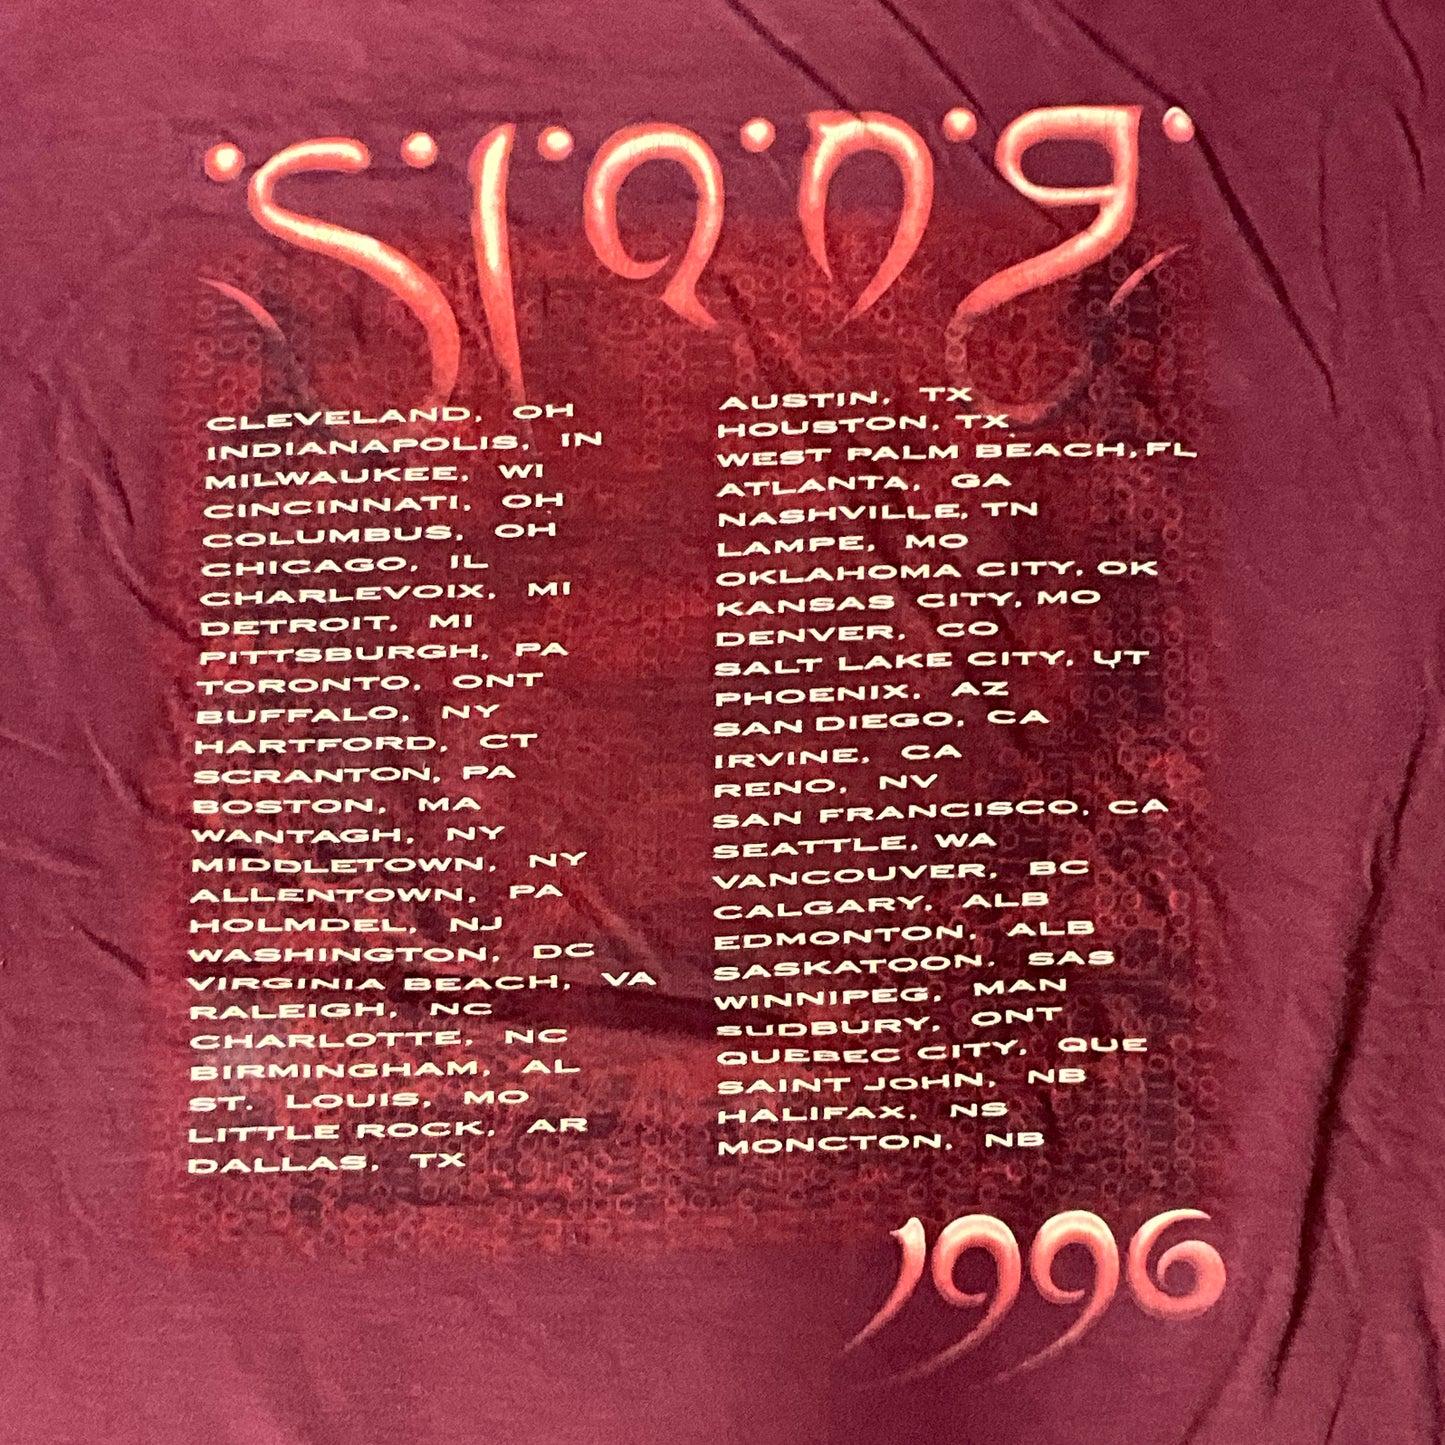 Slang
CLEVELAND, OH
INDIANAPOLIS, IN
MILWAUKEE, WI
CINCINNATI, OH
COLUMBUS, OH
CHICAGO, IL
CHARLEVOIX, MI
DETROIT, MI
PITTSBURGH, PA
TORONTO, ONT
BUFFALO, NY
HARTFORD, CT
SCRANTON, PA
BOSTON, MA
WANTAGH, NY
MIDDLETOWN, NY
ALLENTOWN, PA
HOLMDEL, NJ
WASHINGTON, DC
VIRGINIA BEACH, VA
RALEIGH, NC
CHARLOTTE, NC
BIRMINGHAM, AL
ST. LOUIS, MO
LITTLE ROCK, AR
DALLAS, TX
AUSTIN, TX
HOUSTON, TX
WEST PALM BEACH, FL
ATLANTA, GA
NASHVILLE, TN
LAMPE, MO
OKLAHOMA CITY, OK
KANSAS CITY, MO
DENVER, CO
SALT LAKE CITY, UT
PHOENIX, AZ
SAN DIEGO, CA
IRVINE, CA
RENO, NV
SAN FRANCISCO, CA
SEATTLE, WA
VANCOUVER, BC
CALGARY, ALB
EDMONTON, ALB
SASKATOON, SAS
WINNIPEG, MAN
SUDBURY, ONT
QUEBEC CITY, QUE
SAINT JOHN, NB
HALIFAX, NS
MONCTON, NB
1996